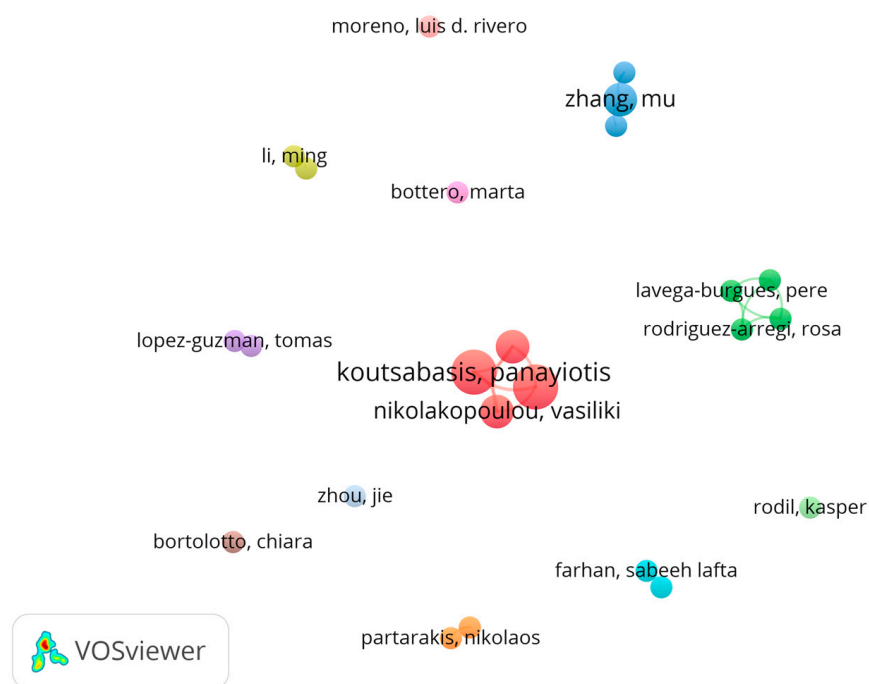 moreno, luis d. rivero
zhang, mu
li, ming
bottero, marta
lavega-burgues, pere
rodriguez-arregi, rosa
lopez-guzman, tomas
koutsabasis, panayiotis
nikolakopoulou, vasiliki
zhou, jie
rodil, kasper
bortolotto, chiara
farhan, sabeeh lafta
partarakis, nikolaos
VOSviewer